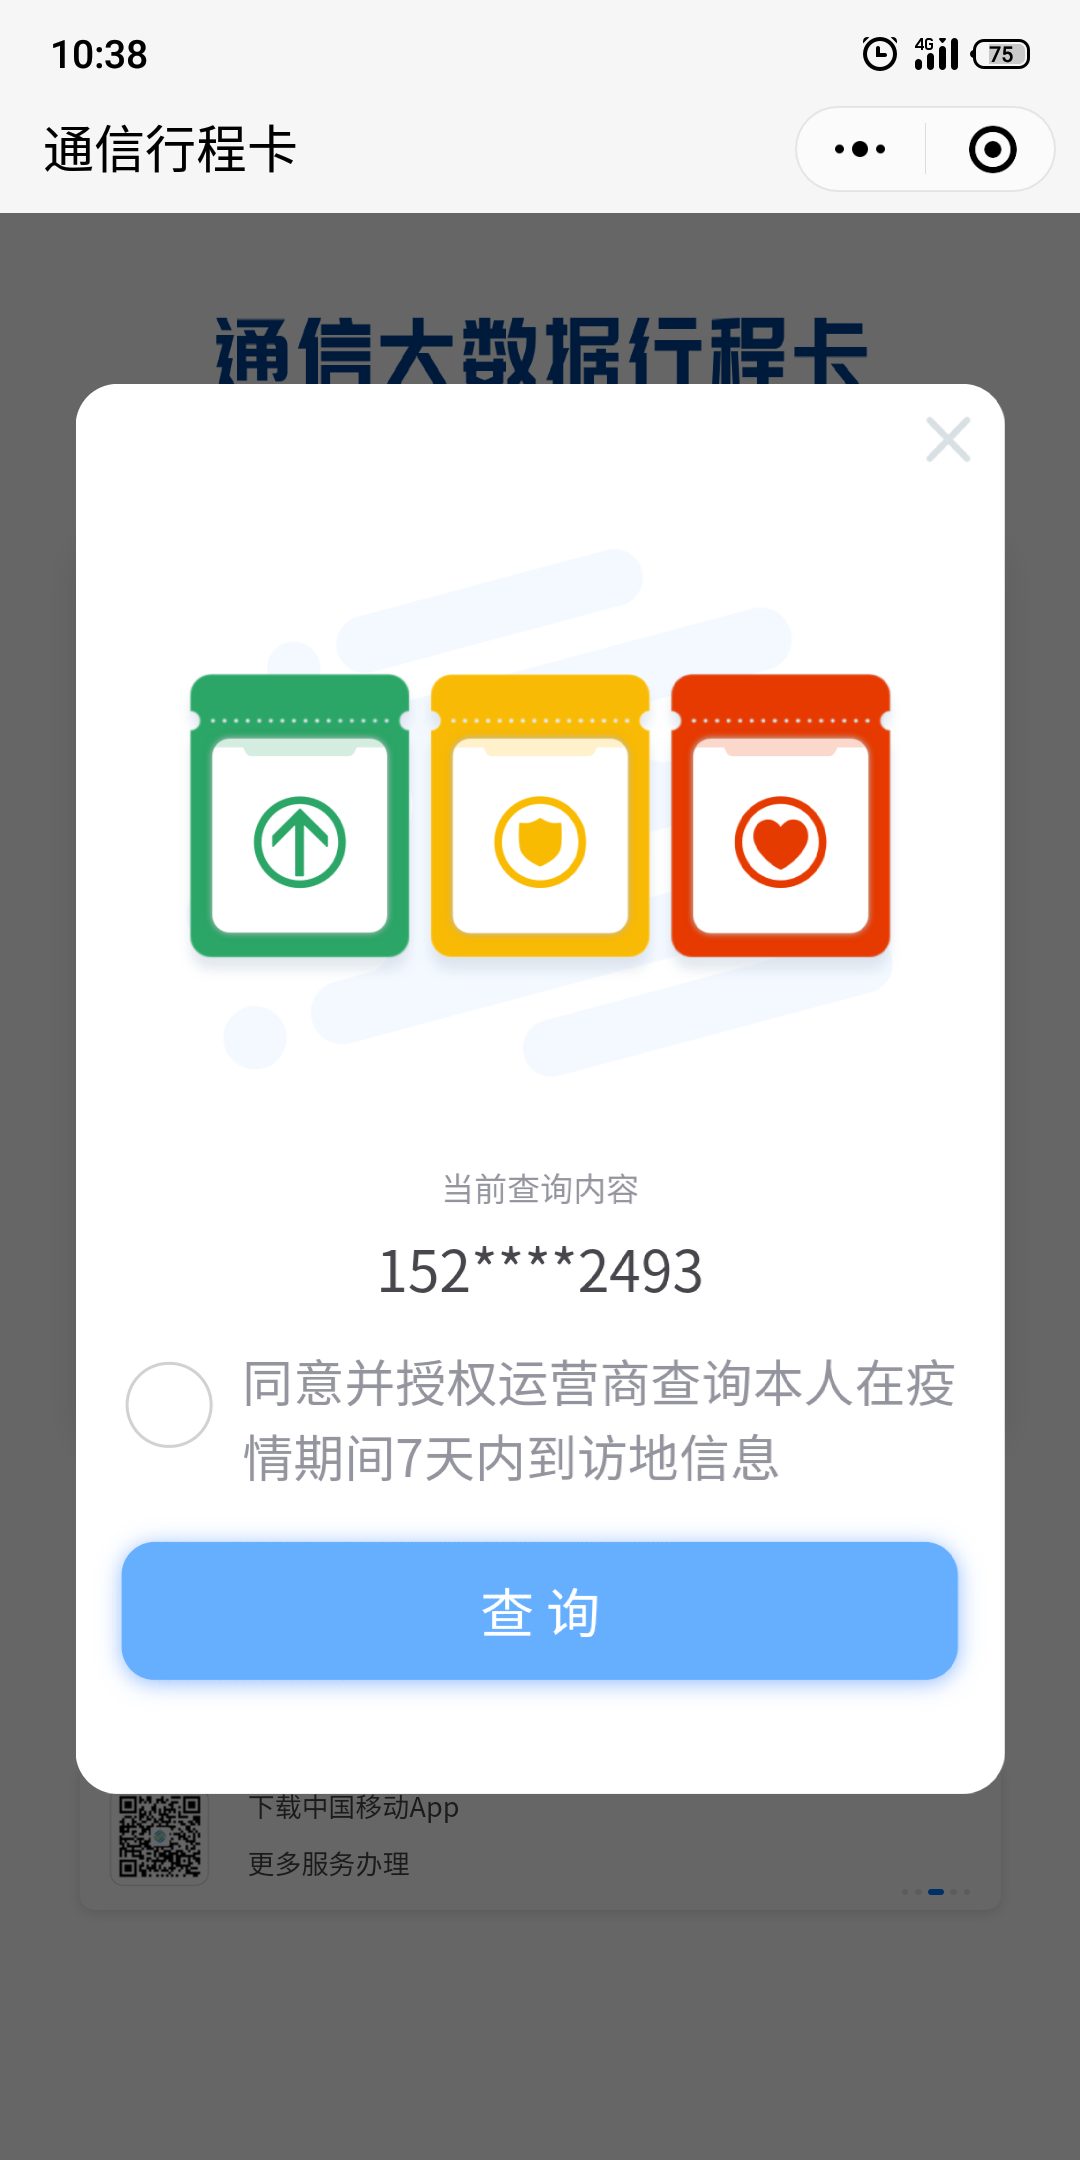 10:38
4G
75
通信行程卡
通信大数据行程卡
当前查询内容
152****2493
同意并授权运营商查询本人在疫
情期间7天内到访地信息
查询
下载中国移动App
更多服务办理